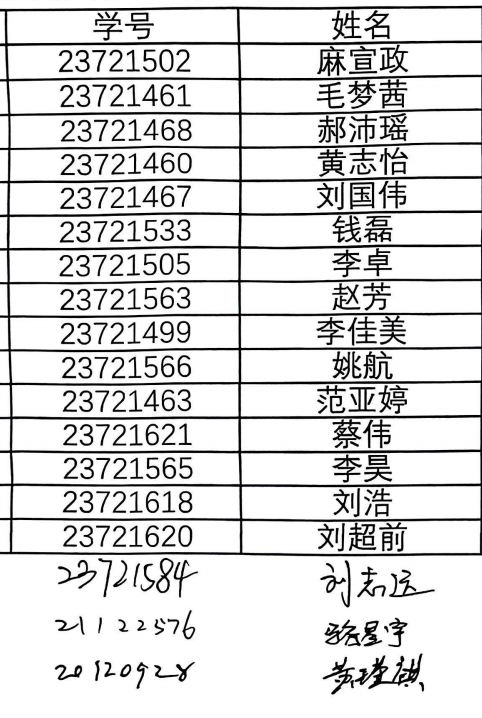 学号 姓名
23721502 麻宣政
23721461 毛梦茜
23721468 郝沛瑶
23721460 黄志怡
23721467 刘国伟
23721533 钱磊
23721505 李卓
23721563 赵芳
23721499 李佳美
23721566 姚航
23721463 范亚婷
23721621 蔡伟
23721565 李昊
23721618 刘浩
23721620 刘超前
23721584 刘志远
21122576 骆星宇
20120928 黄瑾祺